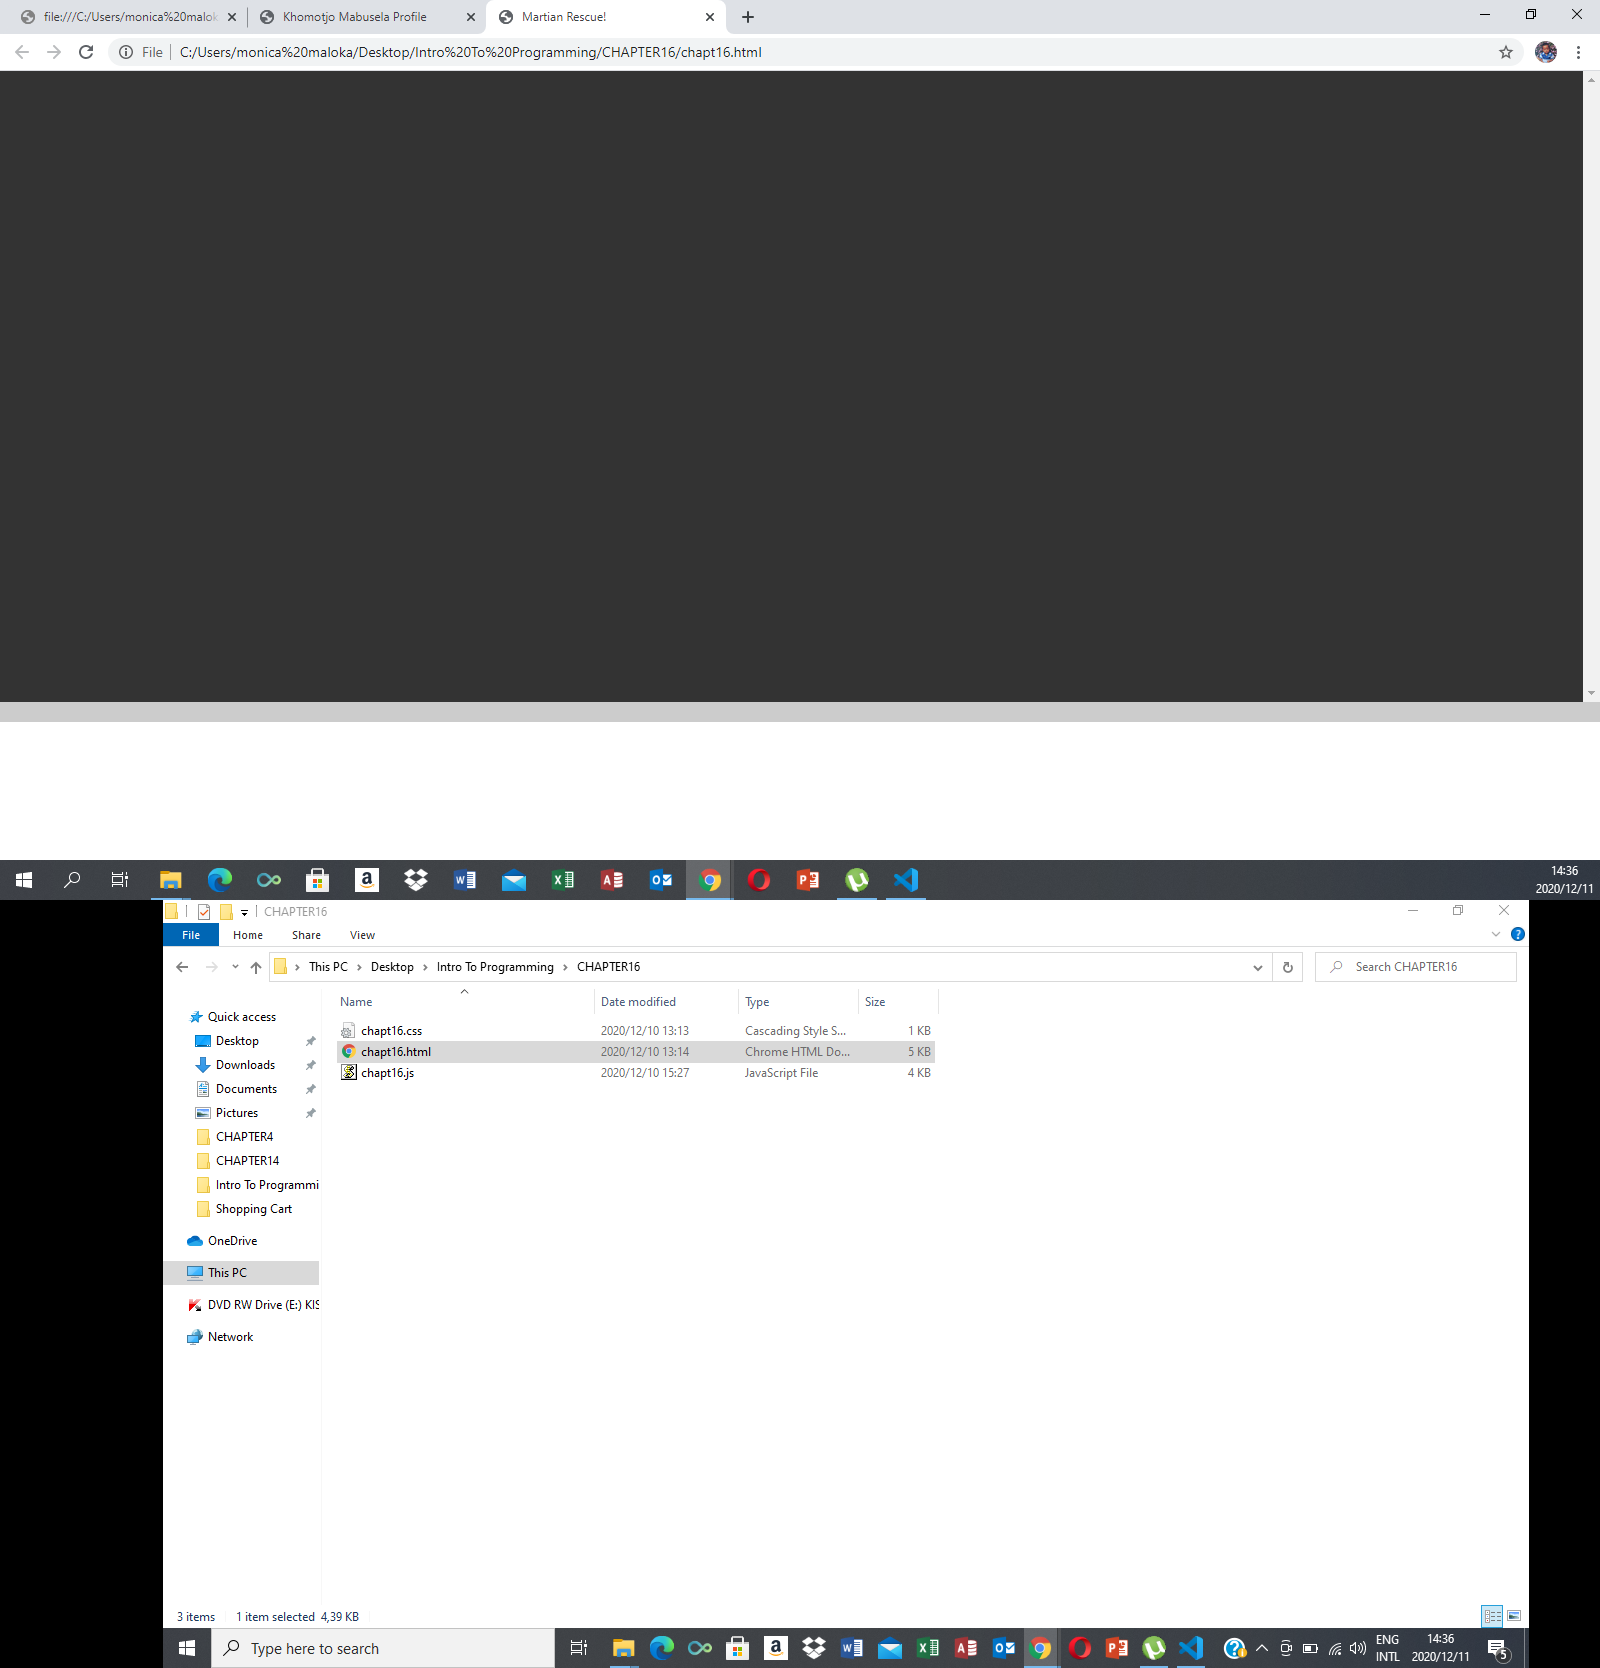 file:///C:/Users/monica%20malok
Khomotjo Mabusela Profile
Martian Rescue!
File
C:/Users/monica%20maloka/Desktop/Intro%20To%20Programming/CHAPTER16/chapt16.html
14:36
2020/12/11
CHAPTER16
File Home Share View
This PC > Desktop > Intro To Programming > CHAPTER16
Search CHAPTER16
Name Date modified Type Size
Quick access
Desktop
Downloads
Documents
Pictures
CHAPTER4
CHAPTER14
Intro To Programmi
Shopping Cart
OneDrive
This PC
DVD RW Drive (E:) KIS
Network
chapt16.css 2020/12/10 13:13 Cascading Style S... 1 KB
chapt16.html 2020/12/10 13:14 Chrome HTML Do... 5 KB
chapt16.js 2020/12/10 15:27 JavaScript File 4 KB
3 items 1 item selected 4,39 KB
Type here to search
ENG
INTL
14:36
2020/12/11
5